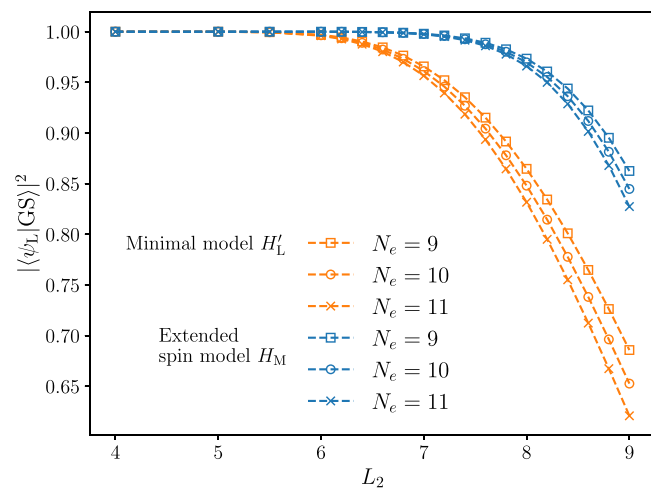 1.00
0.95
0.90
0.85
0.80
0.75
0.70
0.65
|⟨ψ_L|GS⟩|²
Minimal model H′_L
N_e = 9
N_e = 10
N_e = 11
Extended
spin model H_M
N_e = 9
N_e = 10
N_e = 11
4 5 6 7 8 9
L₂